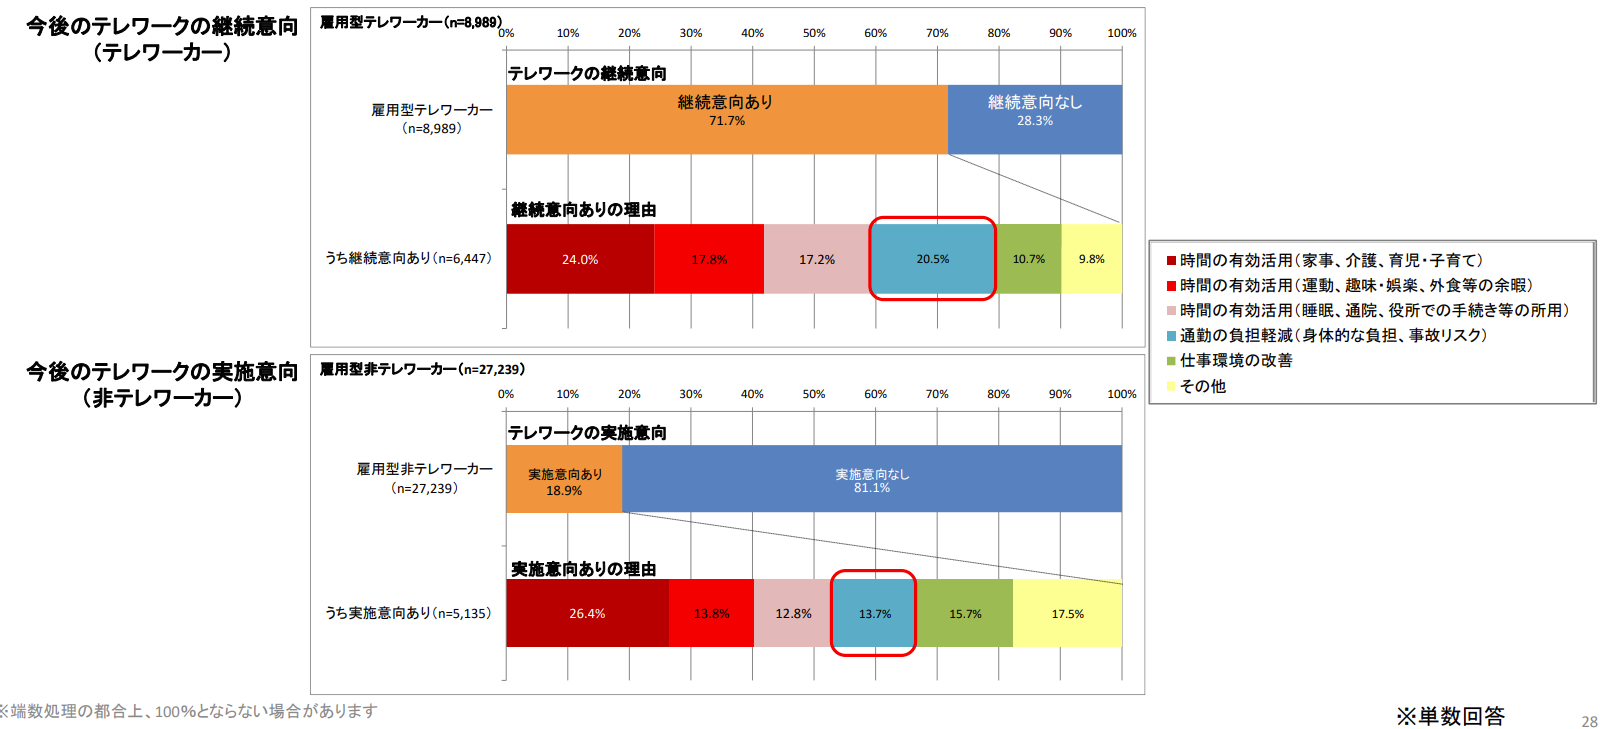 今後のテレワークの継続意向
（テレワーカー）
雇用型テレワーカー（n=8,989）
0% 10% 20% 30% 40% 50% 60% 70% 80% 90% 100%
テレワークの継続意向
雇用型テレワーカー
（n=8,989）
継続意向あり
71.7%
継続意向なし
28.3%
継続意向ありの理由
うち継続意向あり（n=6,447）
24.0% 17.8% 17.2% 20.5% 10.7% 9.8%
時間の有効活用（家事、介護、育児・子育て）
時間の有効活用（運動、趣味・娯楽、外食等の余暇）
時間の有効活用（睡眠、通院、役所での手続き等の所用）
通勤の負担軽減（身体的な負担、事故リスク）
仕事環境の改善
その他
今後のテレワークの実施意向
（非テレワーカー）
雇用型非テレワーカー（n=27,239）
0% 10% 20% 30% 40% 50% 60% 70% 80% 90% 100%
テレワークの実施意向
雇用型非テレワーカー
（n=27,239）
実施意向あり
18.9%
実施意向なし
81.1%
実施意向ありの理由
うち実施意向あり（n=5,135）
26.4% 13.8% 12.8% 13.7% 15.7% 17.5%
※端数処理の都合上、100%とならない場合があります
※単数回答
28